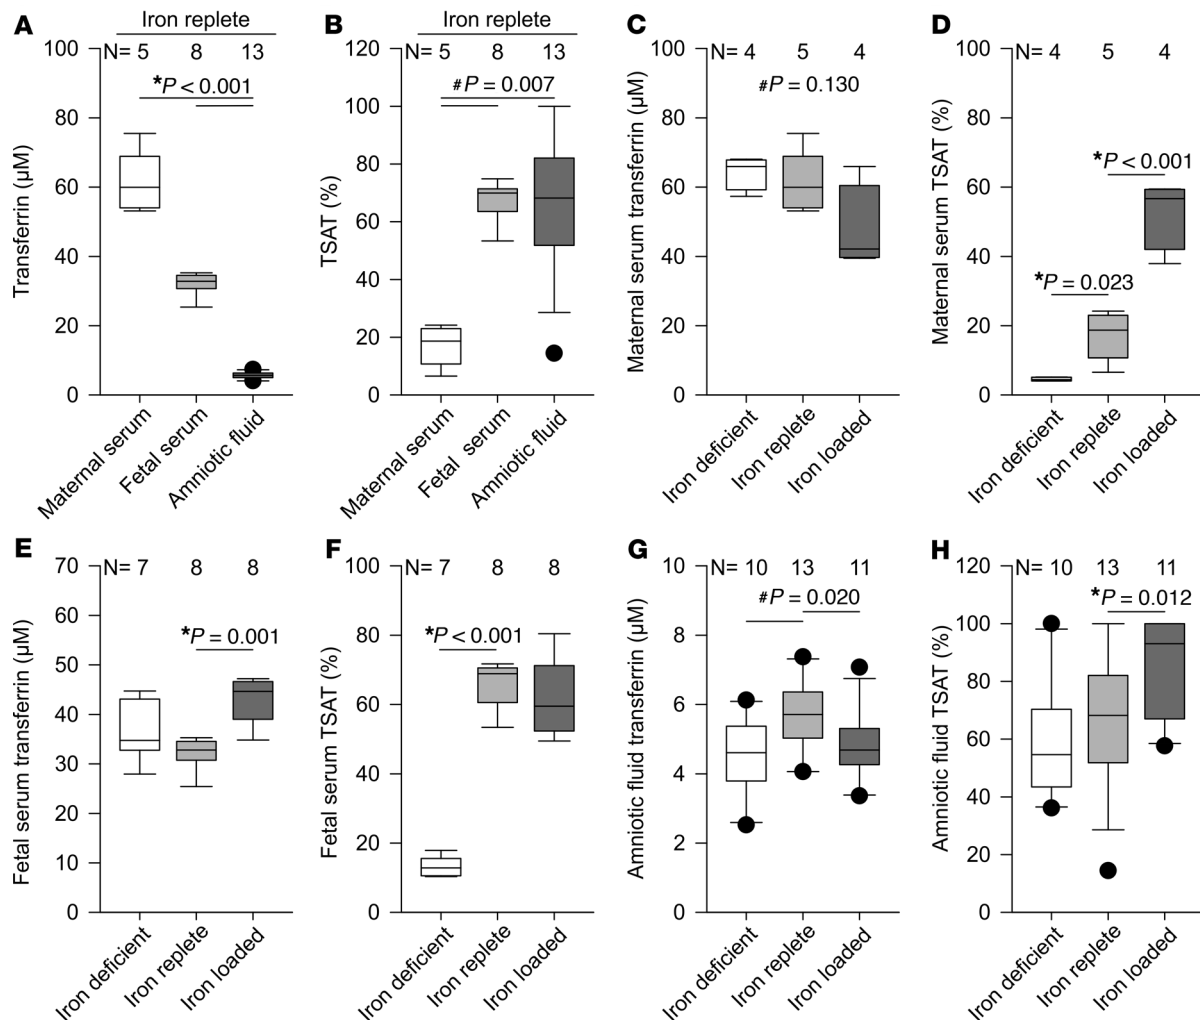 A
Iron replete
N= 5 8 13
*P < 0.001
Transferrin (μM)
100
80
60
40
20
0
Maternal serum
Fetal serum
Amniotic fluid
B
Iron replete
N= 5 8 13
#P = 0.007
TSAT (%)
120
100
80
60
40
20
0
Maternal serum
Fetal serum
Amniotic fluid
C
N= 4 5 4
#P = 0.130
Maternal serum transferrin (μM)
100
80
60
40
20
0
Iron deficient
Iron replete
Iron loaded
D
N= 4 5 4
*P < 0.001
*P = 0.023
Maternal serum TSAT (%)
100
80
60
40
20
0
Iron deficient
Iron replete
Iron loaded
E
N= 7 8 8
*P = 0.001
Fetal serum transferrin (μM)
70
60
50
40
30
20
10
0
Iron deficient
Iron replete
Iron loaded
F
N= 7 8 8
*P < 0.001
Fetal serum TSAT (%)
100
80
60
40
20
0
Iron deficient
Iron replete
Iron loaded
G
N= 10 13 11
#P = 0.020
Amniotic fluid transferrin (μM)
10
8
6
4
2
0
Iron deficient
Iron replete
Iron loaded
H
N= 10 13 11
*P = 0.012
Amniotic fluid TSAT (%)
120
100
80
60
40
20
0
Iron deficient
Iron replete
Iron loaded